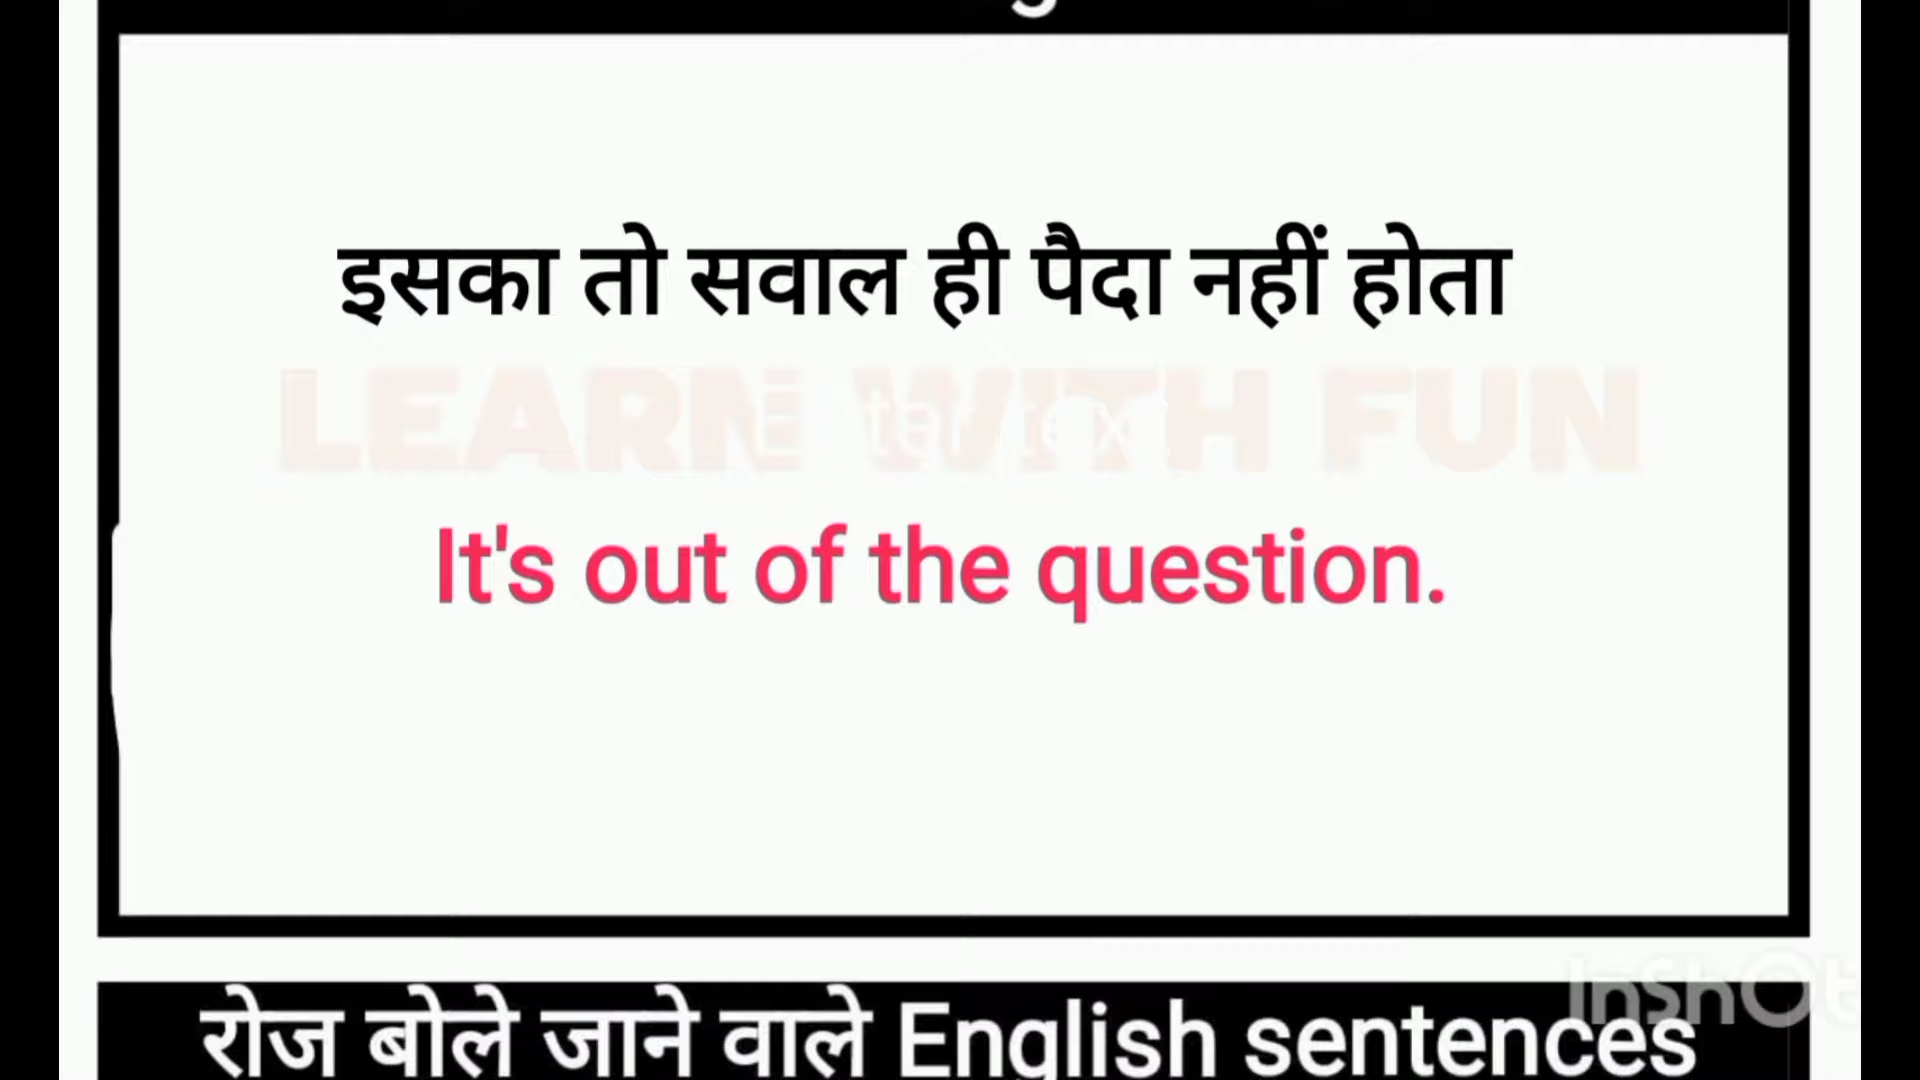 इसका तो सवाल ही पैदा नहीं होता
LEARN WITH FUN
It's out of the question.
InShOt
रोज बोले जाने वाले English sentences